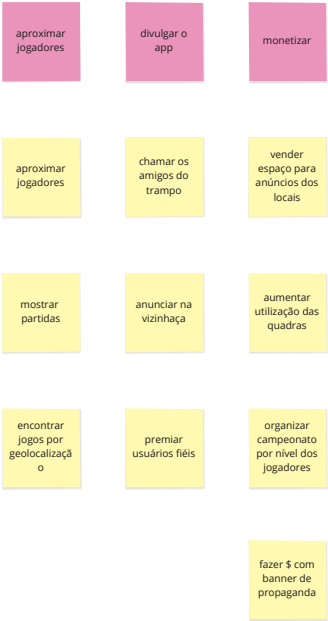 aproximar
jogadores
divulgar o
app
monetizar
aproximar
jogadores
chamar os
amigos do
trampo
vender
espaço para
anúncios dos
locais
mostrar
partidas
anunciar na
vizinhaça
aumentar
utilização das
quadras
encontrar
jogos por
geolocalizaçã
o
premiar
usuários fiéis
organizar
campeonato
por nível dos
jogadores
fazer $ com
banner de
propaganda